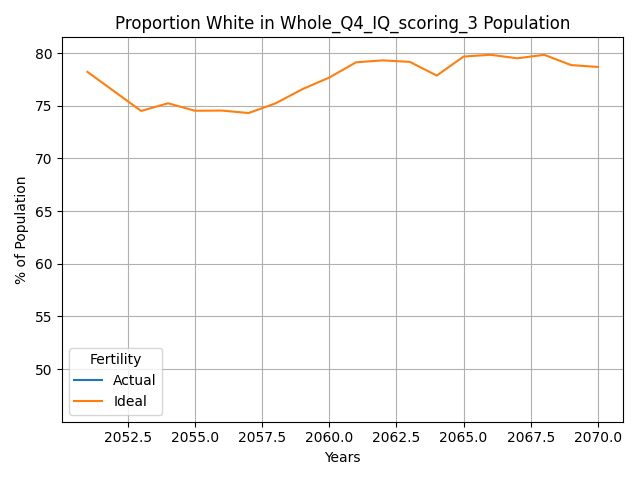 Proportion White in Whole_Q4_IQ_scoring_3 Population
% of Population
80
75
70
65
60
55
50
Fertility
Actual
Ideal
2052.5 2055.0 2057.5 2060.0 2062.5 2065.0 2067.5 2070.0
Years